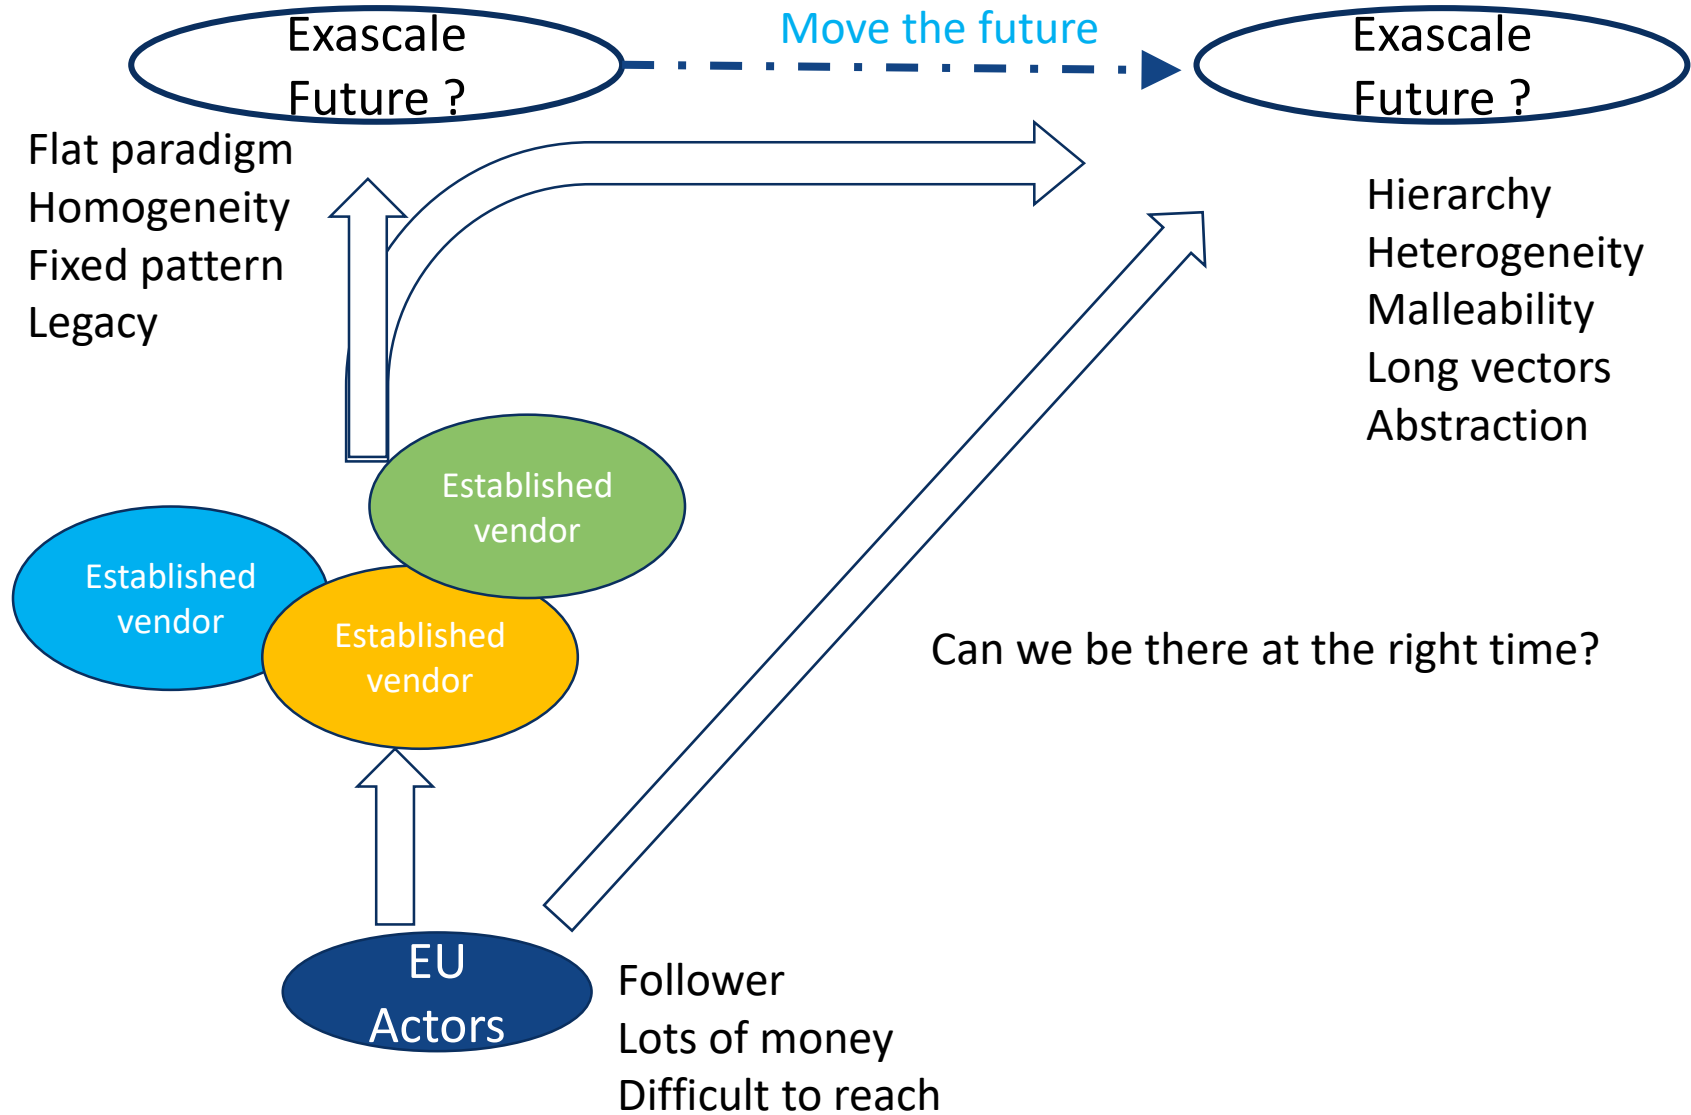 Exascale
Future ?
Move the future
Exascale
Future ?
Flat paradigm
Homogeneity
Fixed pattern
Legacy
Hierarchy
Heterogeneity
Malleability
Long vectors
Abstraction
Established
vendor
Established
vendor
Established
vendor
Can we be there at the right time?
EU
Actors
Follower
Lots of money
Difficult to reach